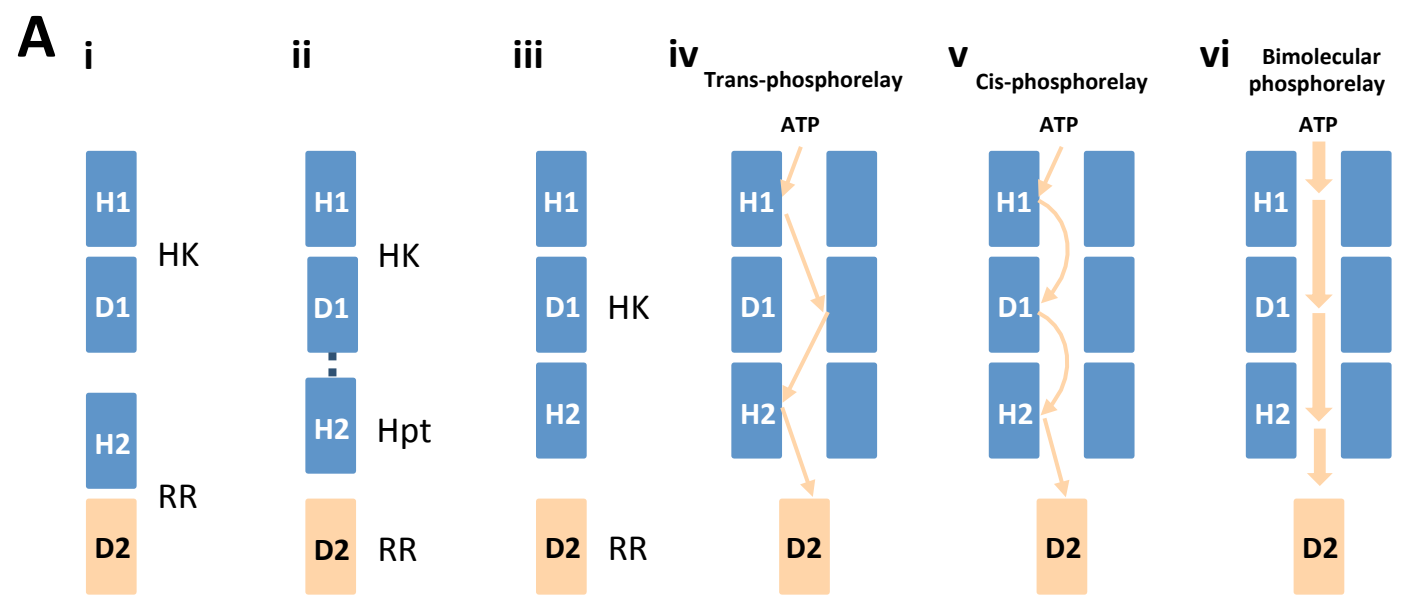 A
i
H1
HK
D1
H2
RR
D2
ii
H1
HK
D1
H2
Hpt
D2
RR
iii
H1
D1
HK
H2
D2
RR
iv
Trans-phosphorelay
ATP
H1
D1
H2
D2
v
Cis-phosphorelay
ATP
H1
D1
H2
D2
vi
Bimolecular
phosphorelay
ATP
H1
D1
H2
D2